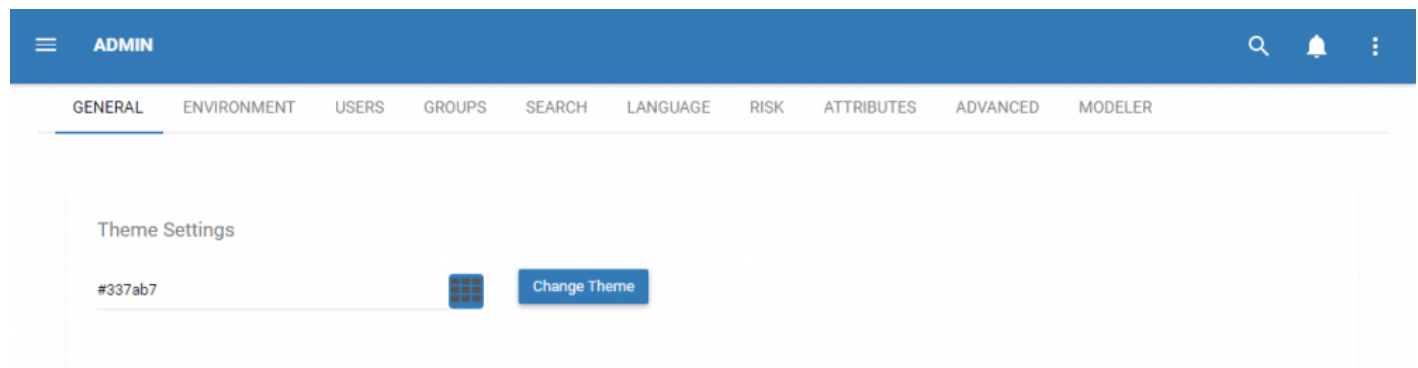 ADMIN
GENERAL ENVIRONMENT USERS GROUPS SEARCH LANGUAGE RISK ATTRIBUTES ADVANCED MODELER
Theme Settings
#337ab7 Change Theme